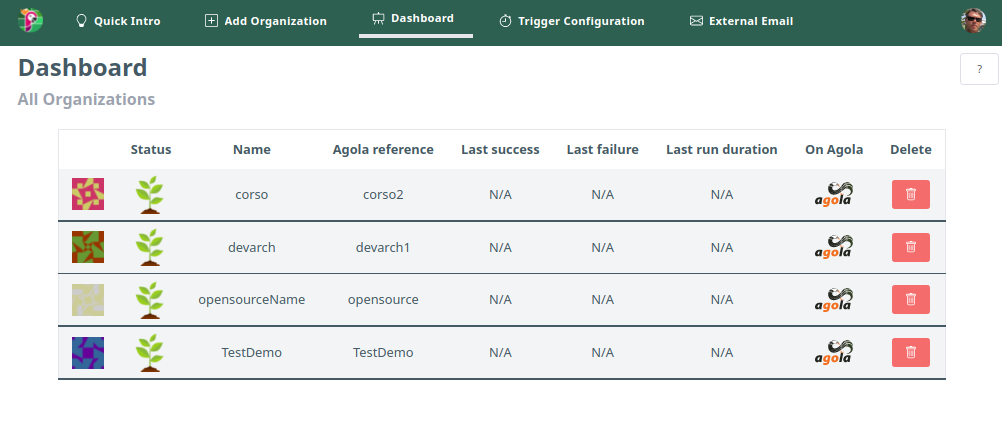 Quick Intro Add Organization Dashboard Trigger Configuration External Email
Dashboard ?
All Organizations
Status Name Agola reference Last success Last failure Last run duration On Agola Delete
corso corso2 N/A N/A N/A agola
devarch devarch1 N/A N/A N/A agola
opensourceName opensource N/A N/A N/A agola
TestDemo TestDemo N/A N/A N/A agola